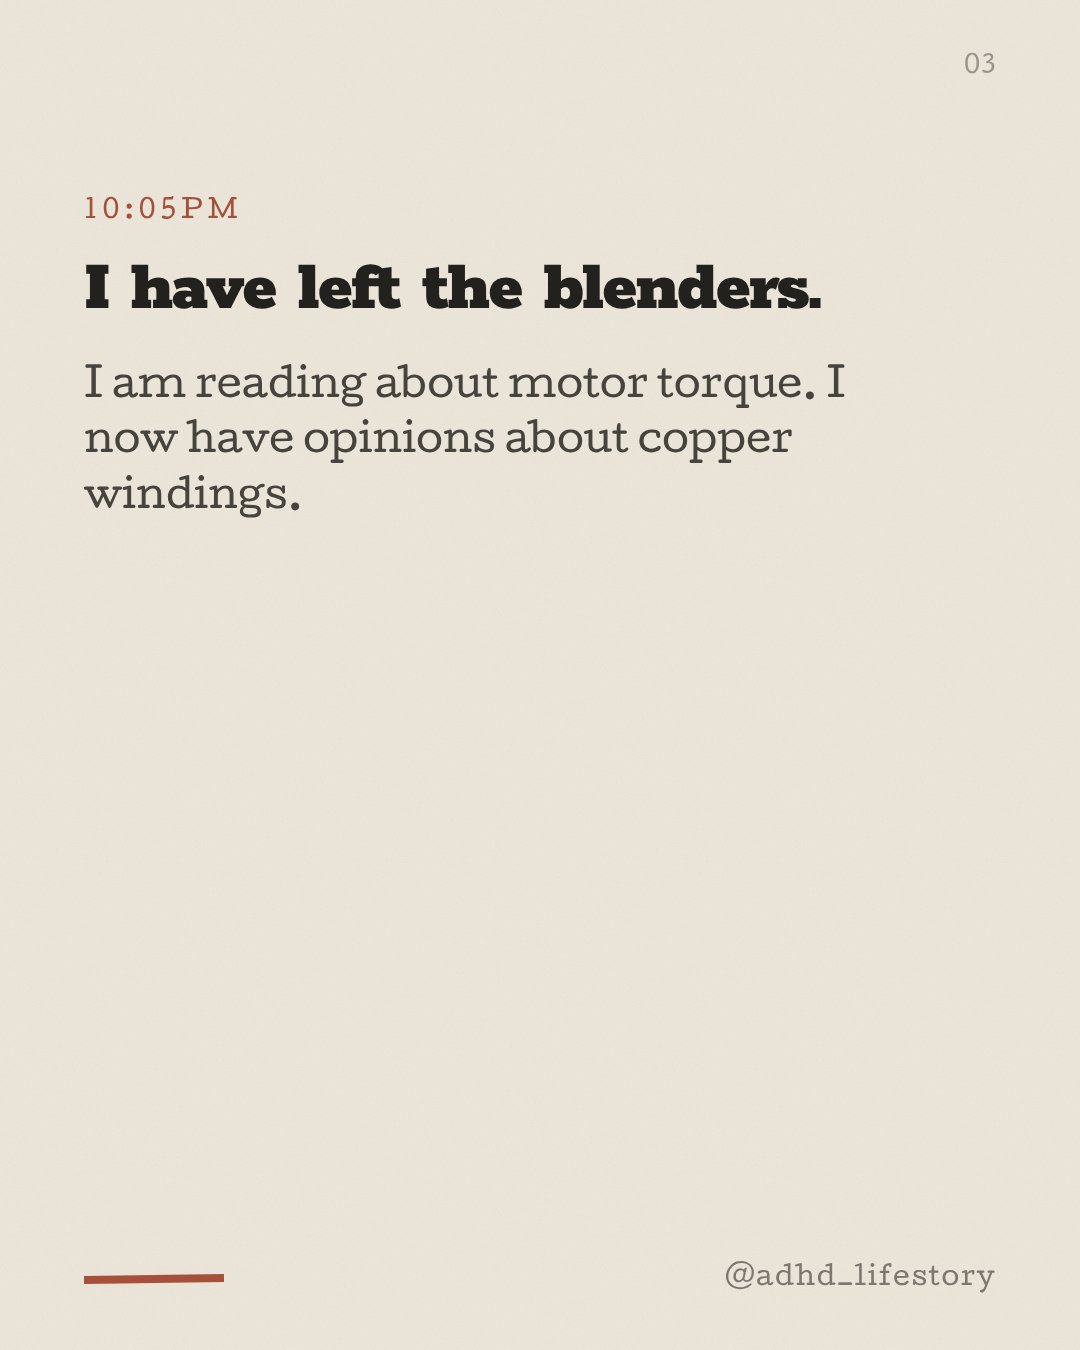 03
10:05PM
I have left the blenders.
I am reading about motor torque. I
now have opinions about copper
windings.
@adhd_lifestory